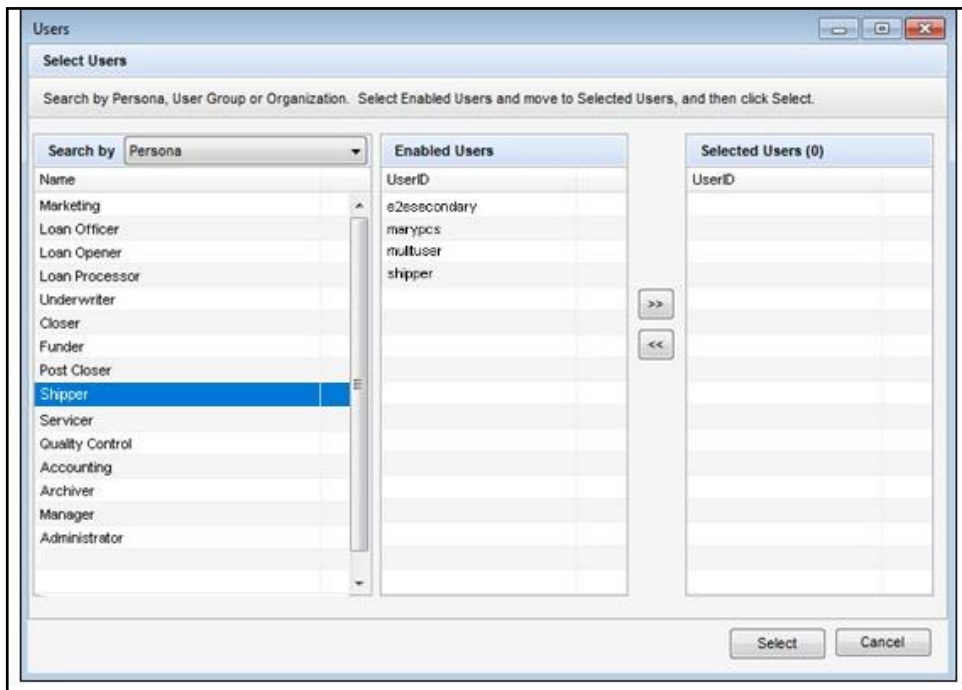 Users
Select Users
Search by Persona, User Group or Organization. Select Enabled Users and move to Selected Users, and then click Select.
Search by Persona
Name
Marketing
Loan Officer
Loan Opener
Loan Processor
Underwriter
Closer
Funder
Post Closer
Shipper
Servicer
Quality Control
Accounting
Archiver
Manager
Administrator
Enabled Users
UserID
e2esecondary
marypcs
multuser
shipper
>>
<<
Selected Users (0)
UserID
Select
Cancel